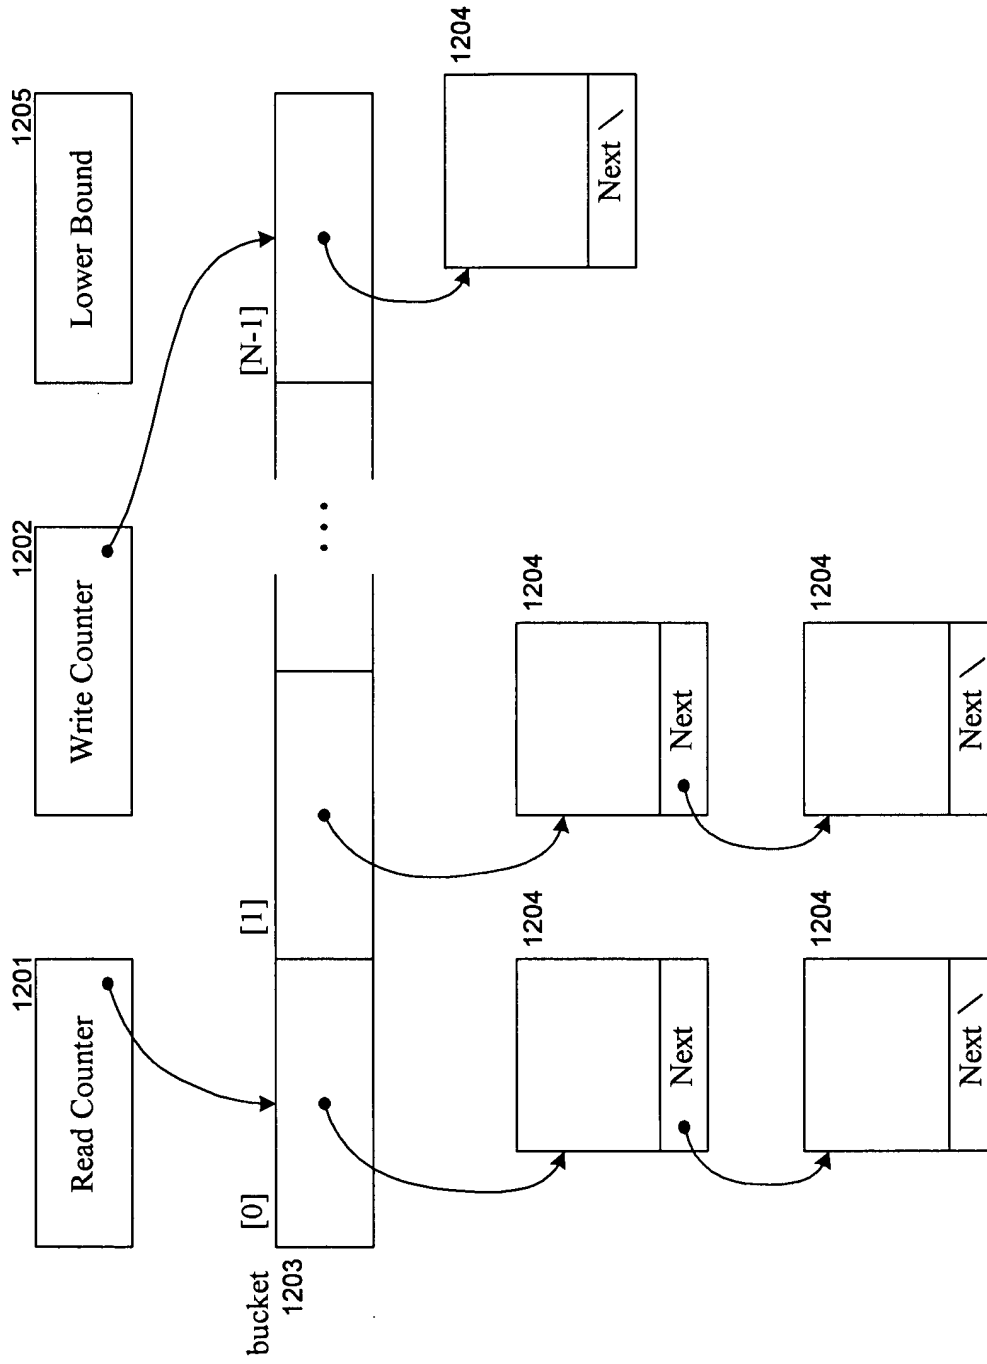 1201
1202
1205
Read Counter
Write Counter
Lower Bound
bucket
[0]
[1]
[N-1]
1203
...
1204
1204
1204
Next \
Next
Next
1204
1204
Next \
Next \